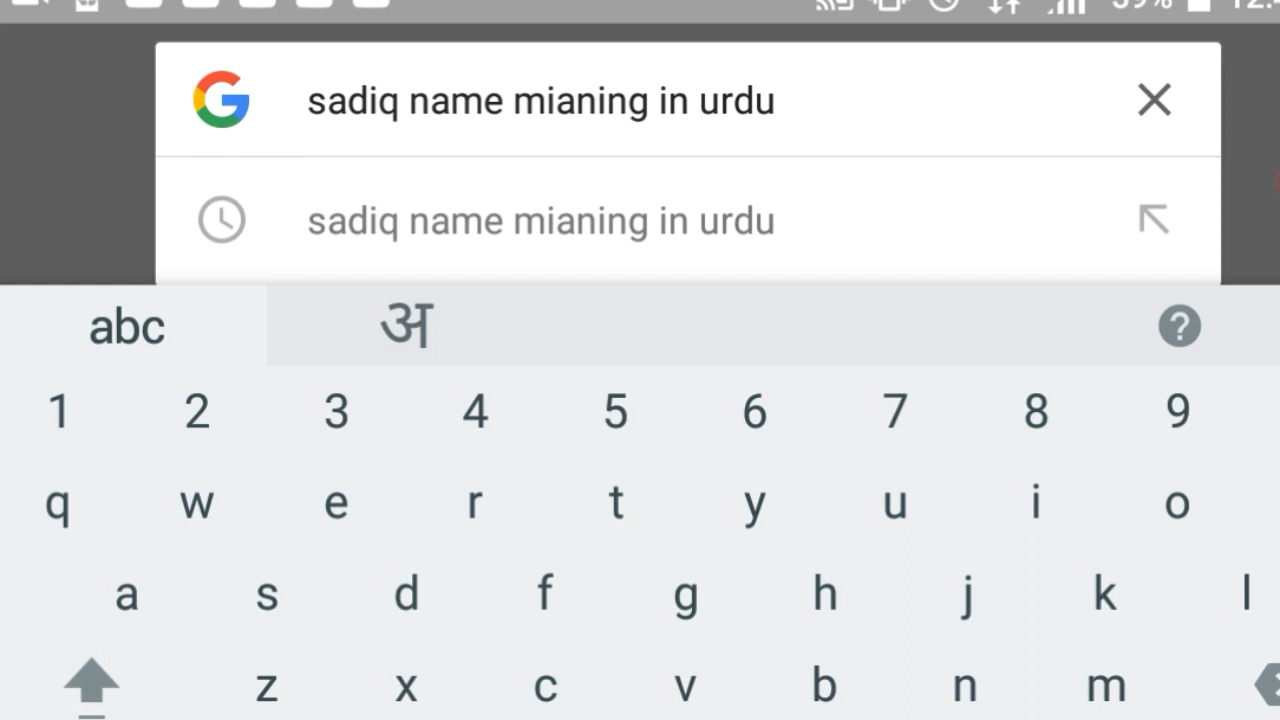 59%
sadiq name mianing in urdu
sadiq name mianing in urdu
abc अ ?
1 2 3 4 5 6 7 8 9
q w e r t y u i o
a s d f g h j k l
z x c v b n m